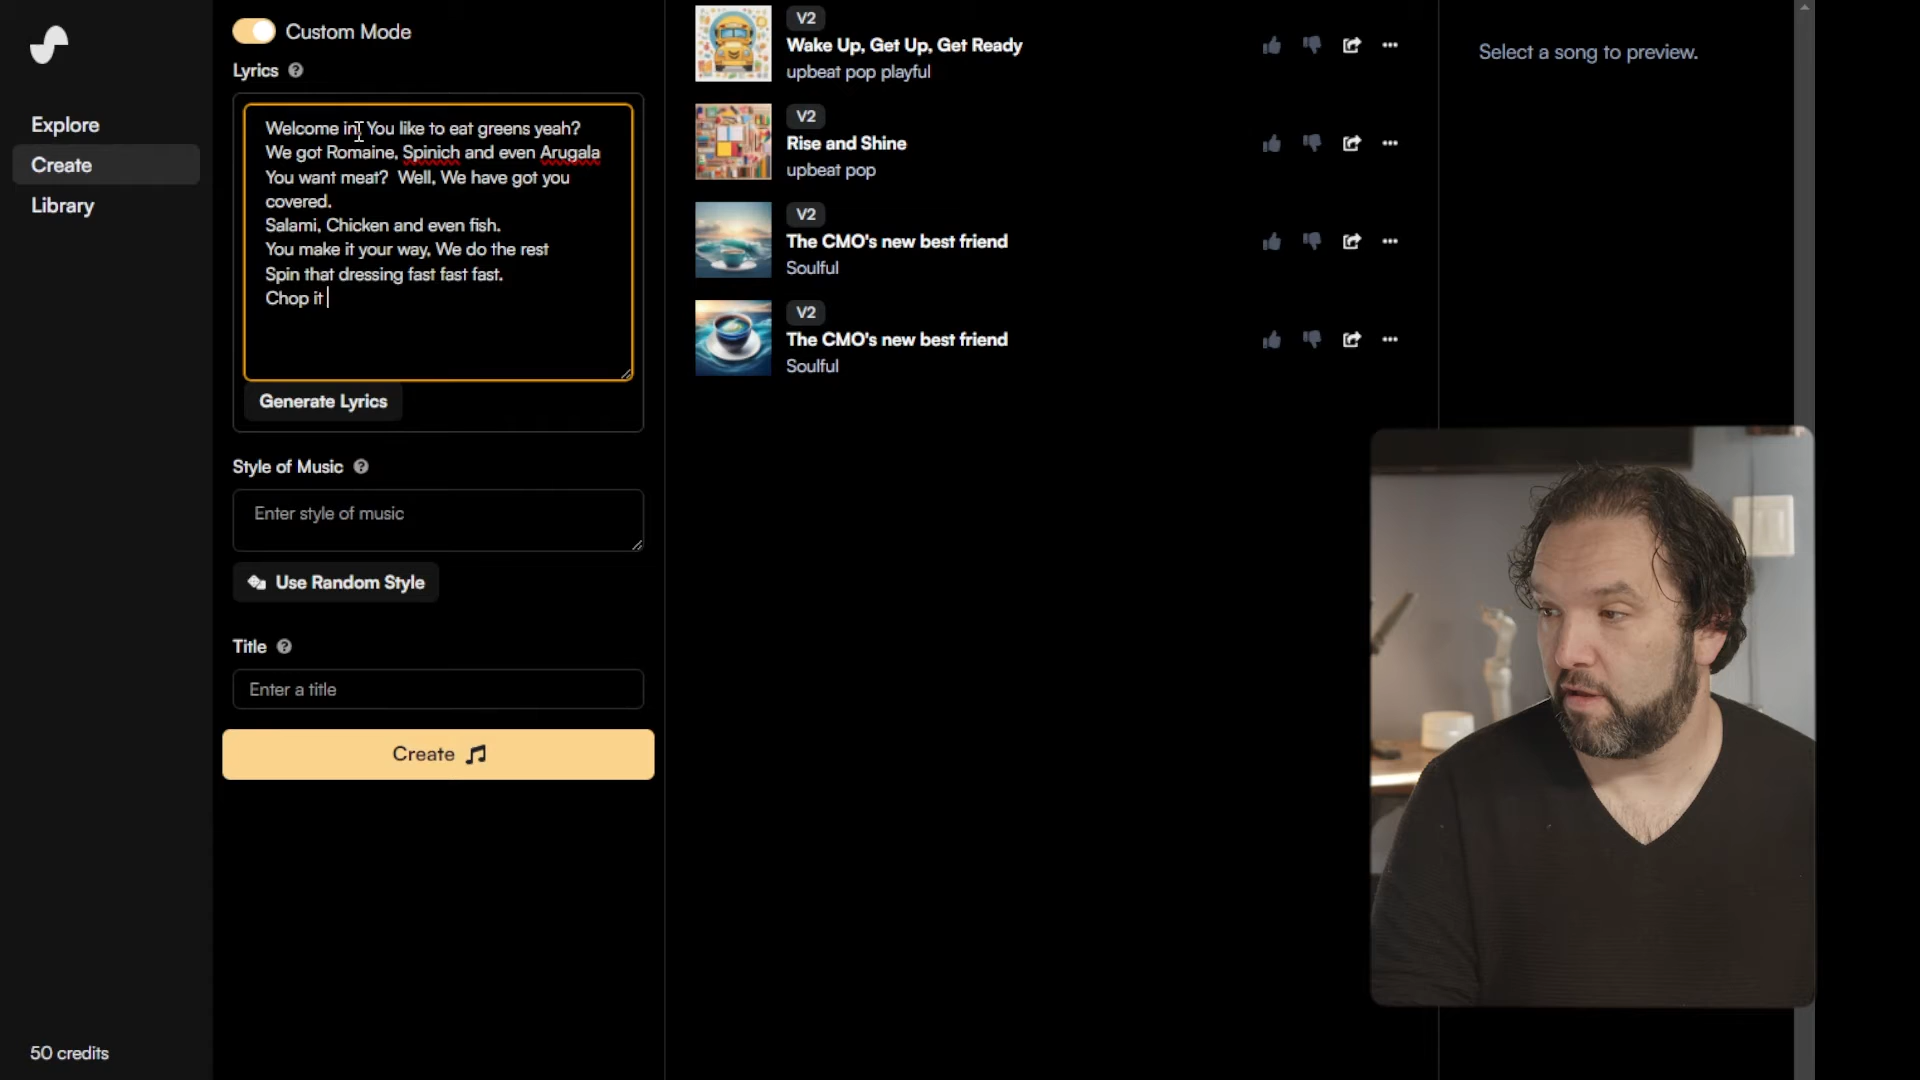 Explore
Create
Library
50 credits
Custom Mode
Lyrics
Welcome in! You like to eat greens yeah?
We got Romaine, Spinich and even Arugala
You want meat?  Well, We have got you
covered.
Salami, Chicken and even fish.
You make it your way, We do the rest
Spin that dressing fast fast fast.
Chop it
Generate Lyrics
Style of Music
Enter style of music
Use Random Style
Title
Enter a title
Create
V2
Wake Up, Get Up, Get Ready
upbeat pop playful
V2
Rise and Shine
upbeat pop
V2
The CMO's new best friend
Soulful
V2
The CMO's new best friend
Soulful
Select a song to preview.